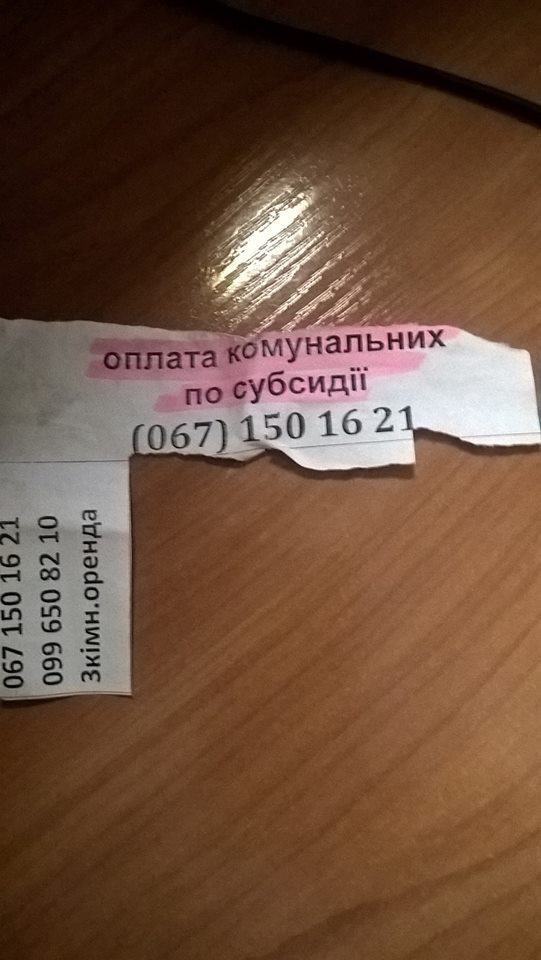 оплата комунальних
по субсидії
(067) 150 16 21
067 150 16 21
099 650 82 10
3кімн.оренда